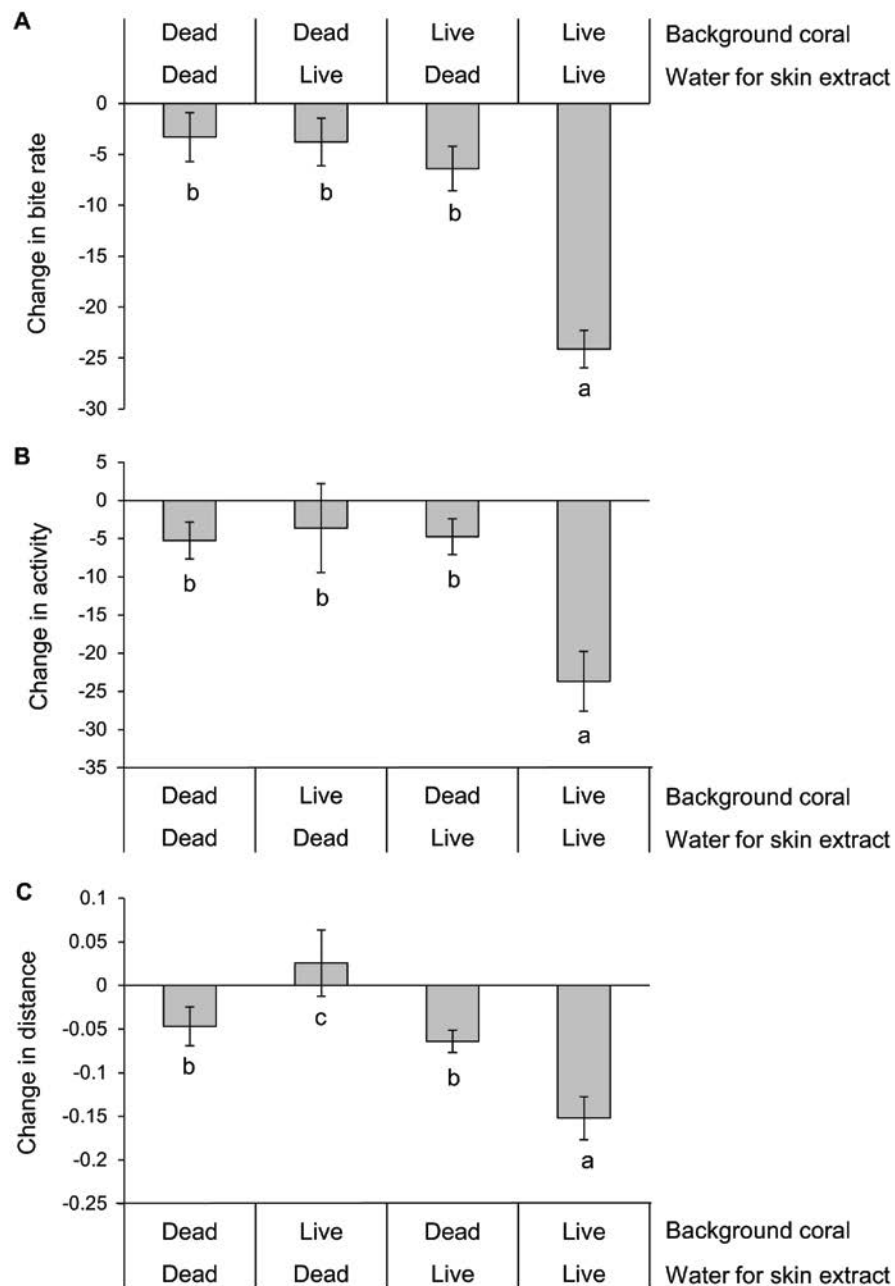 A
Dead Dead Live Live Background coral
Dead Live Dead Live Water for skin extract
0
-5
-10
-15
-20
-25
-30
Change in bite rate
b b b a
B
5
0
-5
-10
-15
-20
-25
-30
-35
Change in activity
b b b a
Dead Live Dead Live Background coral
Dead Dead Live Live Water for skin extract
C
0.1
0.05
0
-0.05
-0.1
-0.15
-0.2
-0.25
Change in distance
b c b a
Dead Live Dead Live Background coral
Dead Dead Live Live Water for skin extract